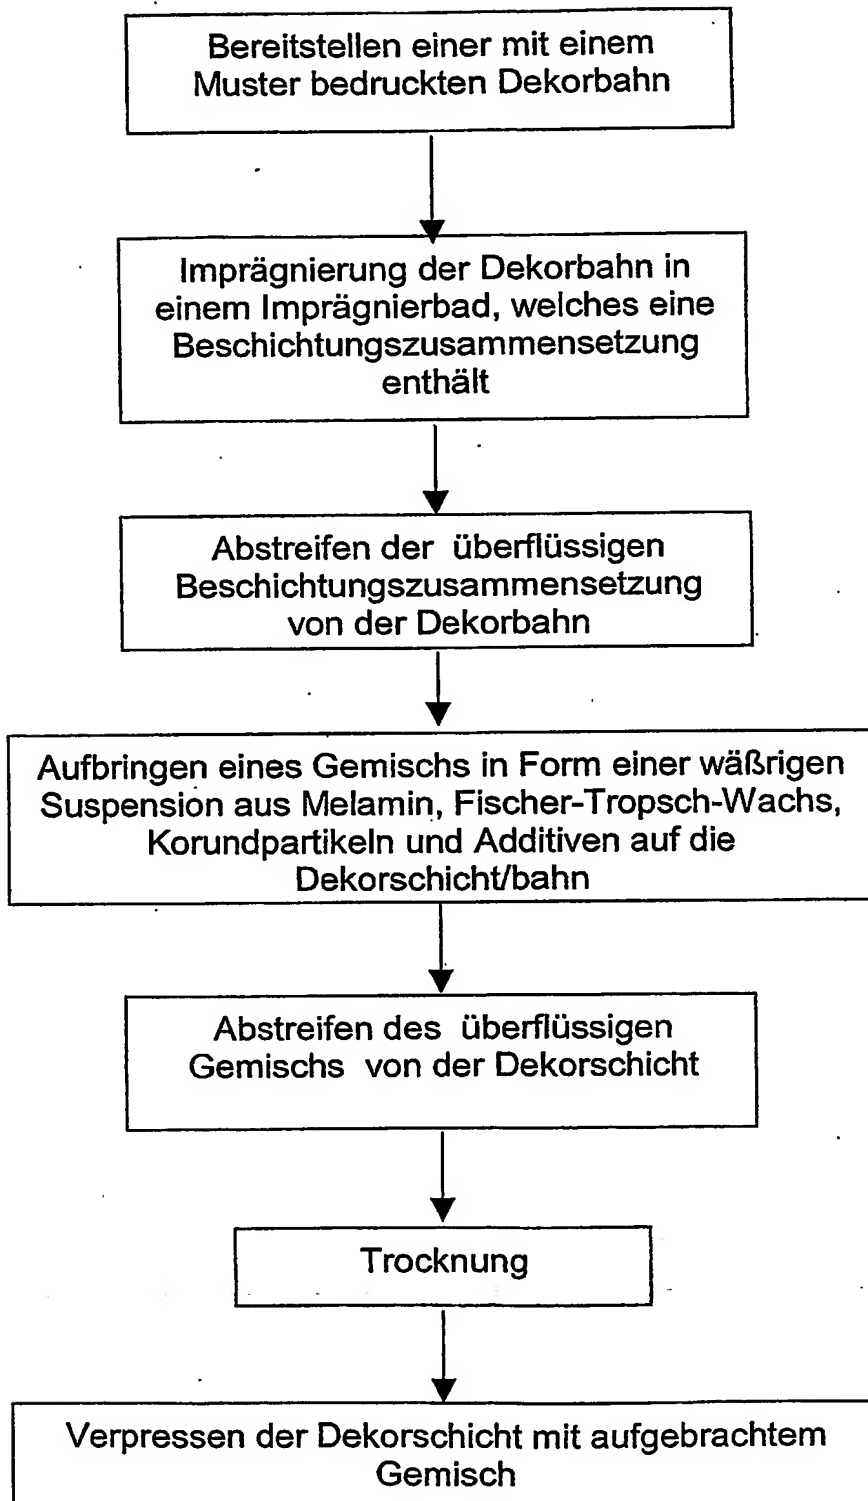 Bereitstellen einer mit einem
Muster bedruckten Dekorbahn
Imprägnierung der Dekorbahn in
einem Imprägnierbad, welches eine
Beschichtungszusammensetzung
enthält
Abstreifen der überflüssigen
Beschichtungszusammensetzung
von der Dekorbahn
Aufbringen eines Gemischs in Form einer wäßrigen
Suspension aus Melamin, Fischer-Tropsch-Wachs,
Korundpartikeln und Additiven auf die
Dekorschicht/bahn
Abstreifen des überflüssigen
Gemischs von der Dekorschicht
Trocknung
Verpressen der Dekorschicht mit aufgebrachtem
Gemisch